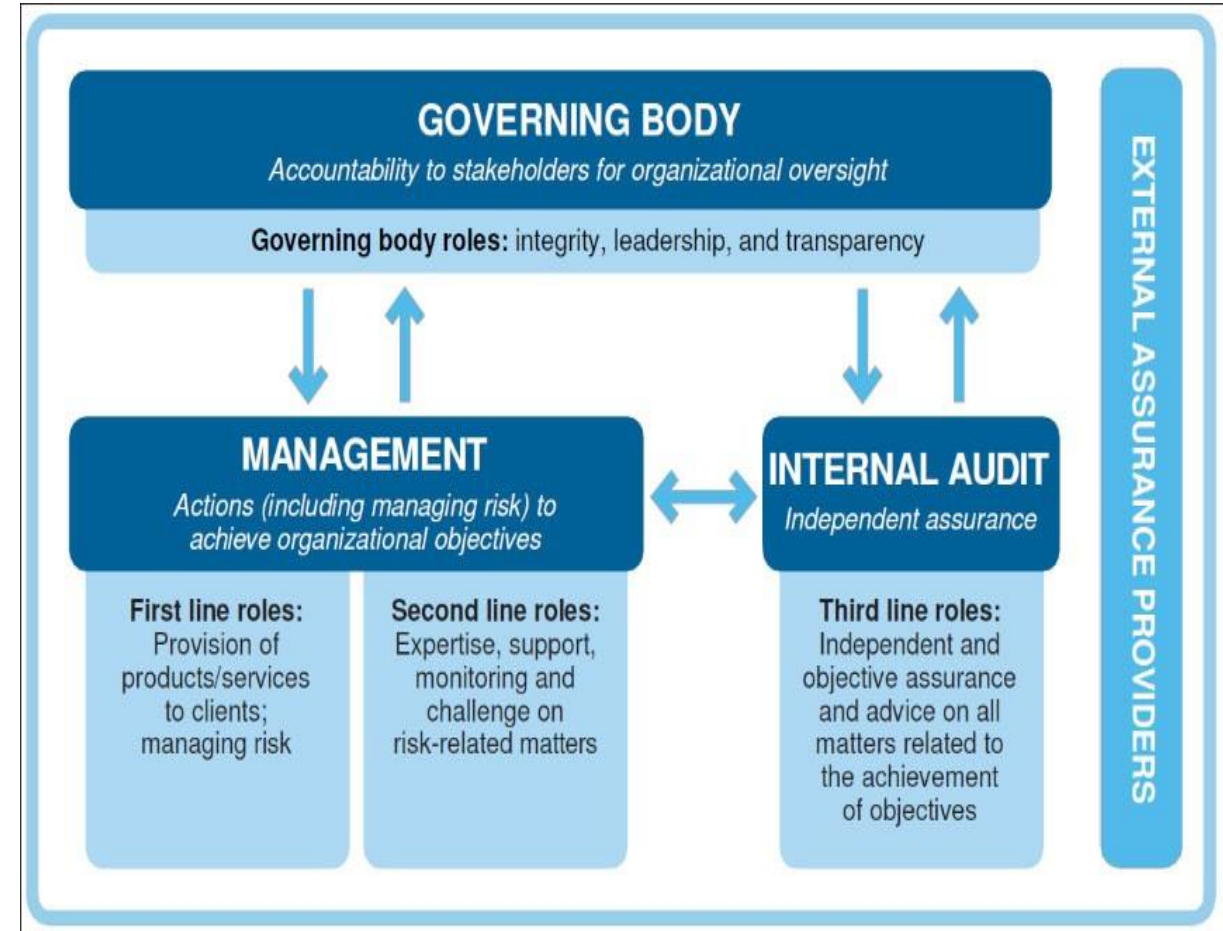 GOVERNING BODY
Accountability to stakeholders for organizational oversight
Governing body roles: integrity, leadership, and transparency
MANAGEMENT
Actions (including managing risk) to
achieve organizational objectives
First line roles:
Provision of
products/services
to clients;
managing risk
Second line roles:
Expertise, support,
monitoring and
challenge on
risk-related matters
INTERNAL AUDIT
Independent assurance
Third line roles:
Independent and
objective assurance
and advice on all
matters related to
the achievement
of objectives
EXTERNAL ASSURANCE PROVIDERS